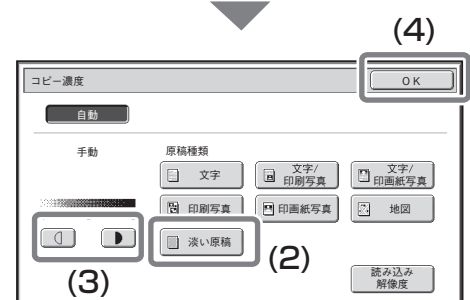 (4)
コピー濃度
OK
自動
手動
原稿種類
文字
文字/
印刷写真
文字/
印画紙写真
印刷写真
印画紙写真
地図
淡い原稿
(2)
(3)
読み込み
解像度